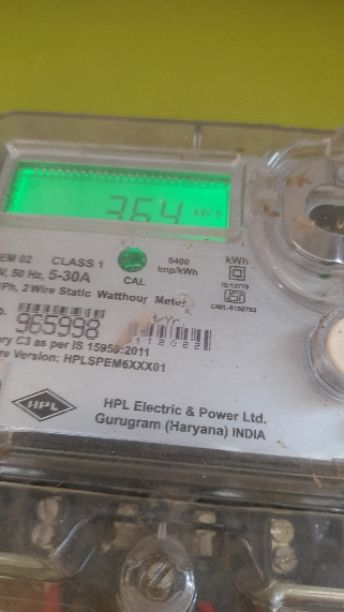 364 kWh
EM 02 CLASS 1 6400 kWh
V, 50 Hz, 5-30A CAL Imp/kWh IS:13779
Ph, 2 Wire Static Watthour Meter
965998
C3 as per IS 15959:2011
re Version: HPLSPEM6XXX01
HPL
HPL Electric & Power Ltd.
Gurugram (Haryana) INDIA